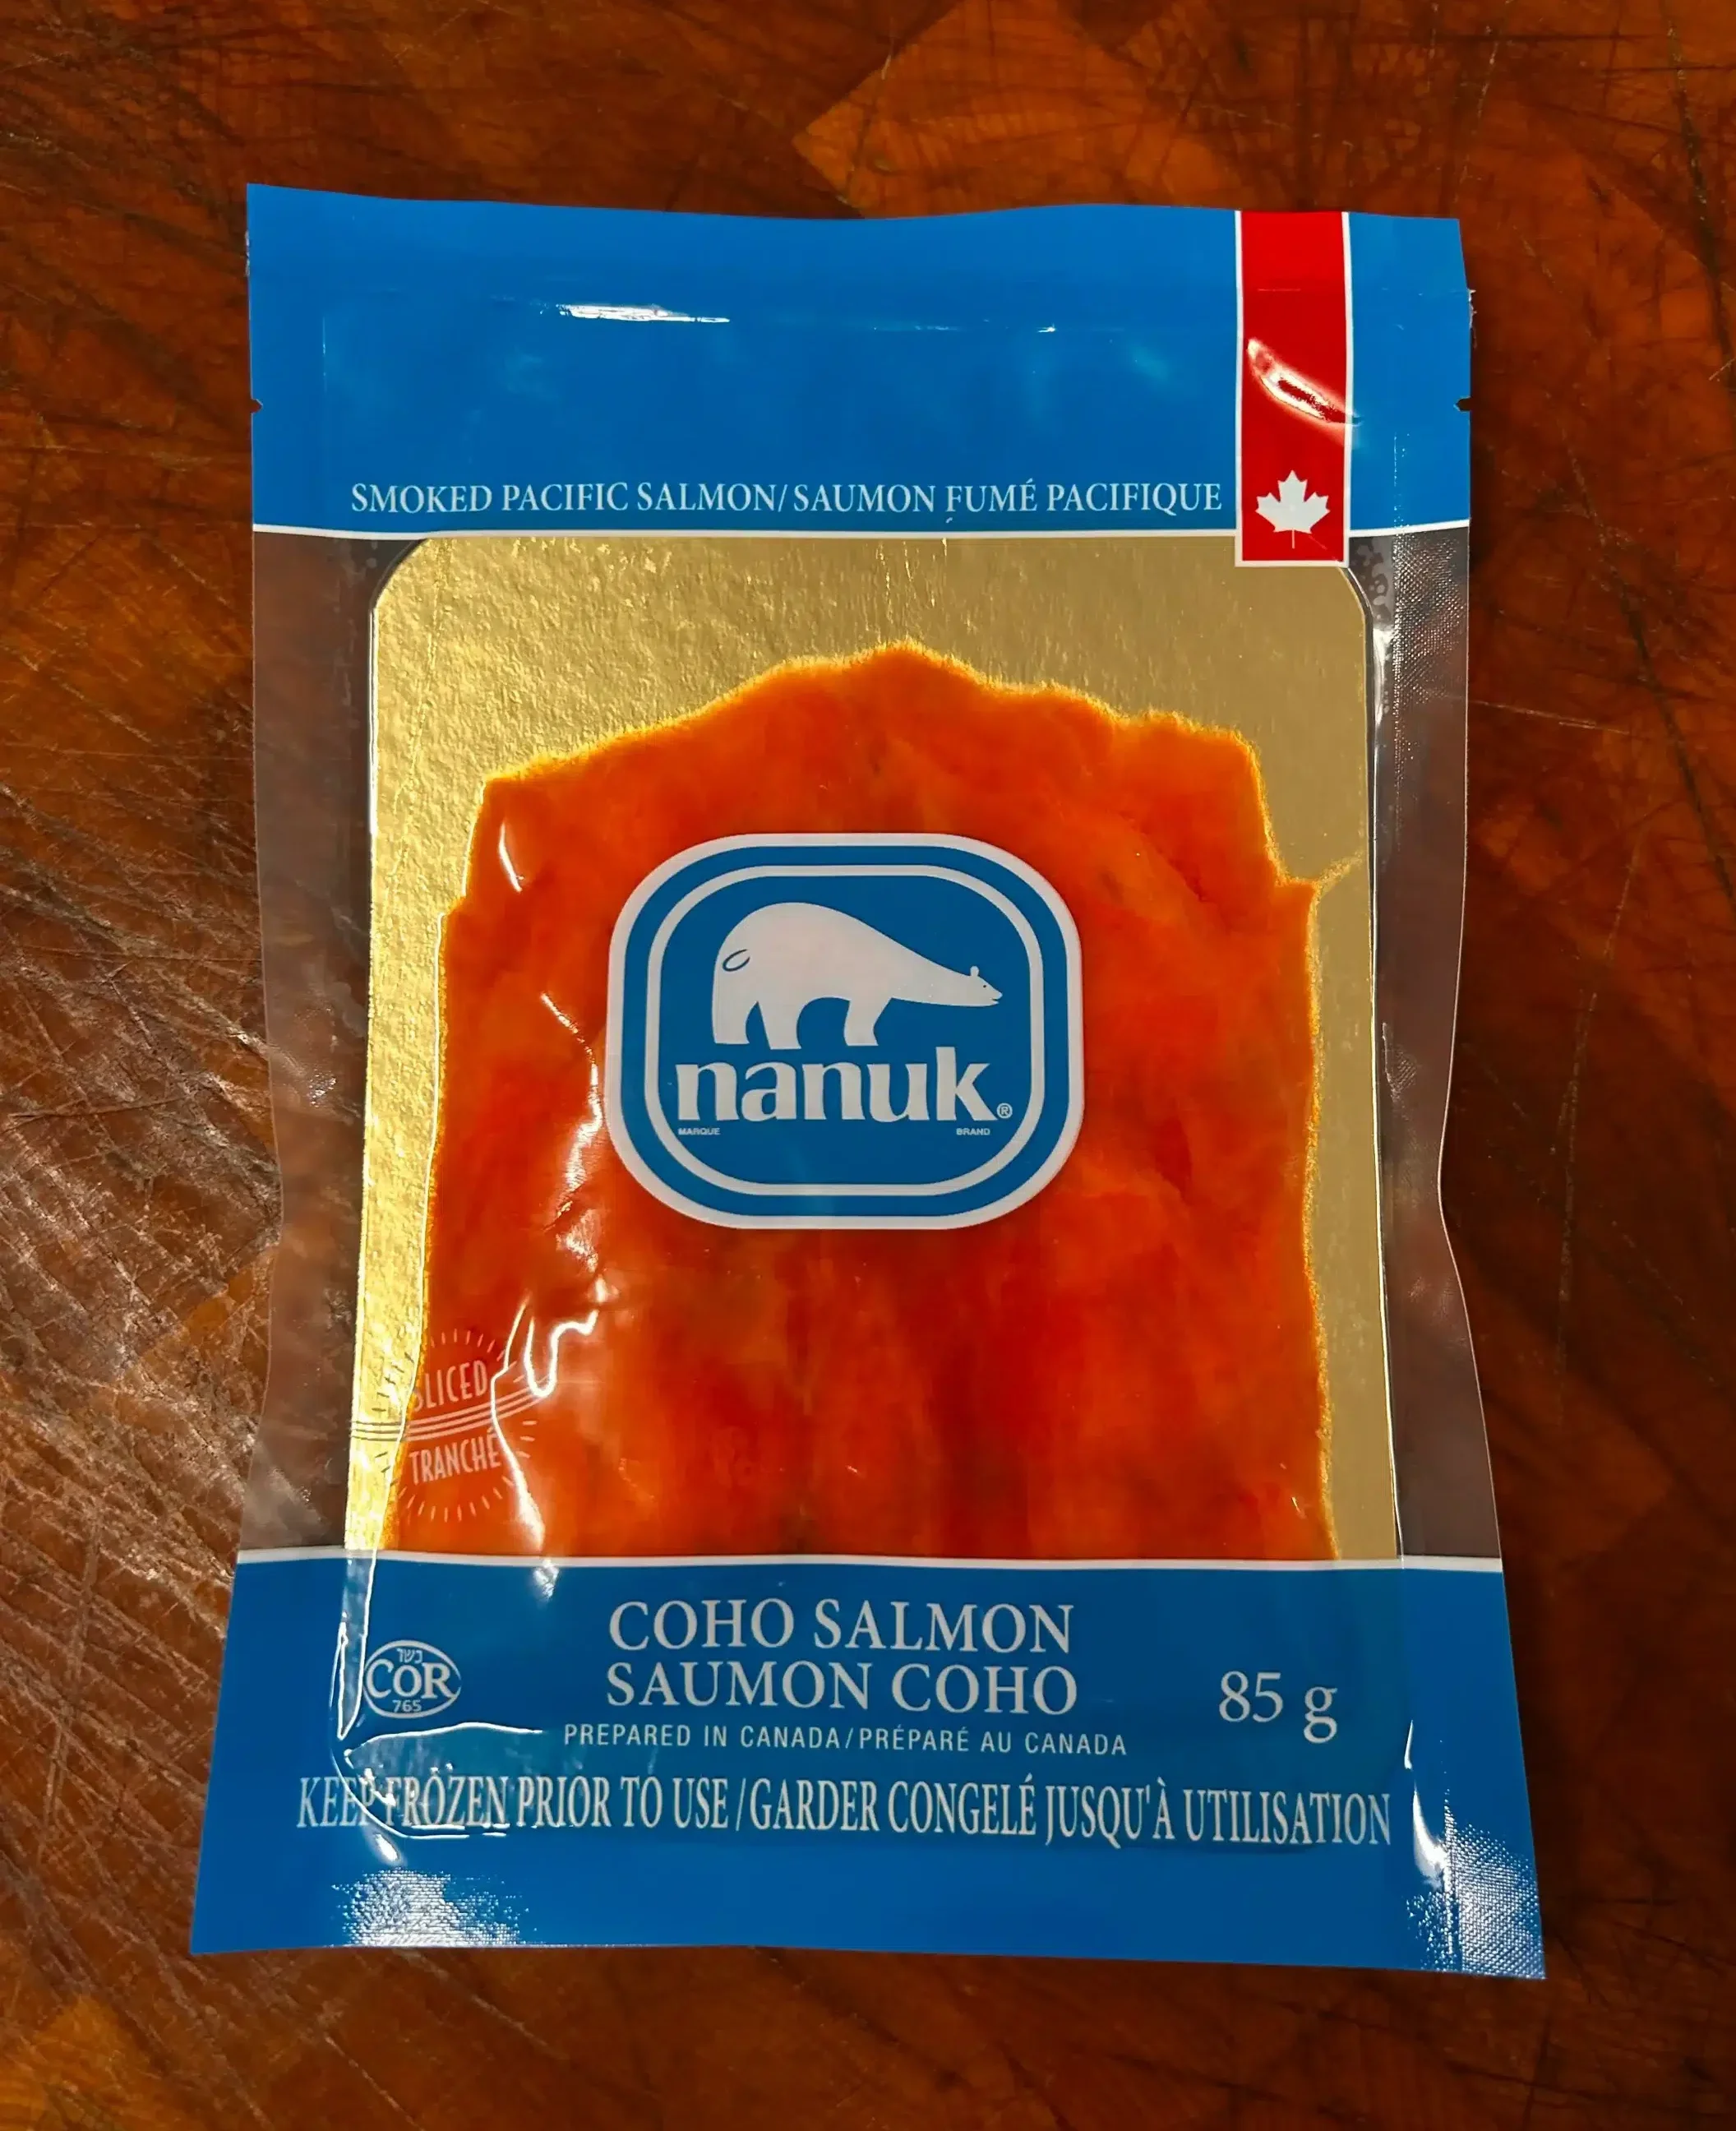 SMOKED PACIFIC SALMON/SAUMON FUMÉ PACIFIQUE
nanuk®
MARQUE BRAND
SLICED
TRANCHÉ
COHO SALMON
SAUMON COHO
כשר
COR
765
85 g
PREPARED IN CANADA/PRÉPARÉ AU CANADA
KEEP FROZEN PRIOR TO USE/GARDER CONGELÉ JUSQU'À UTILISATION